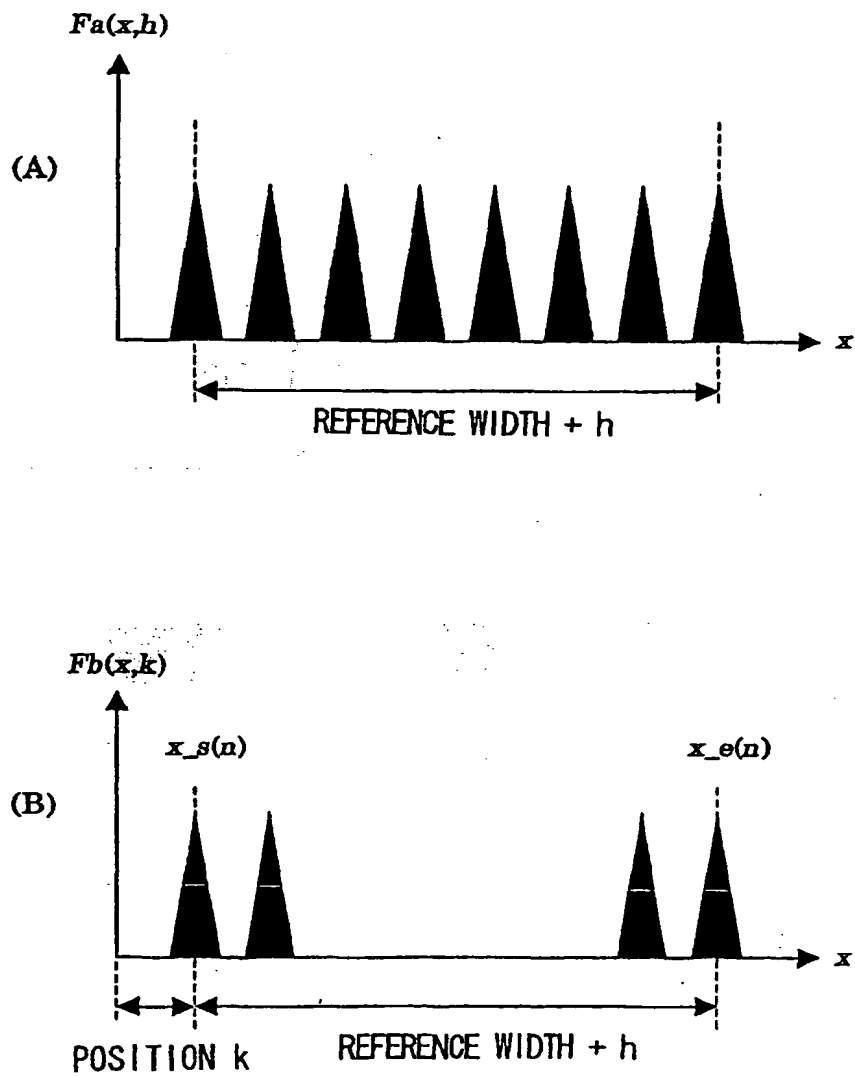 Fa(x,h)
(A)
x
REFERENCE WIDTH + h
Fb(x,k)
x_s(n)
x_e(n)
(B)
x
POSITION k
REFERENCE WIDTH + h